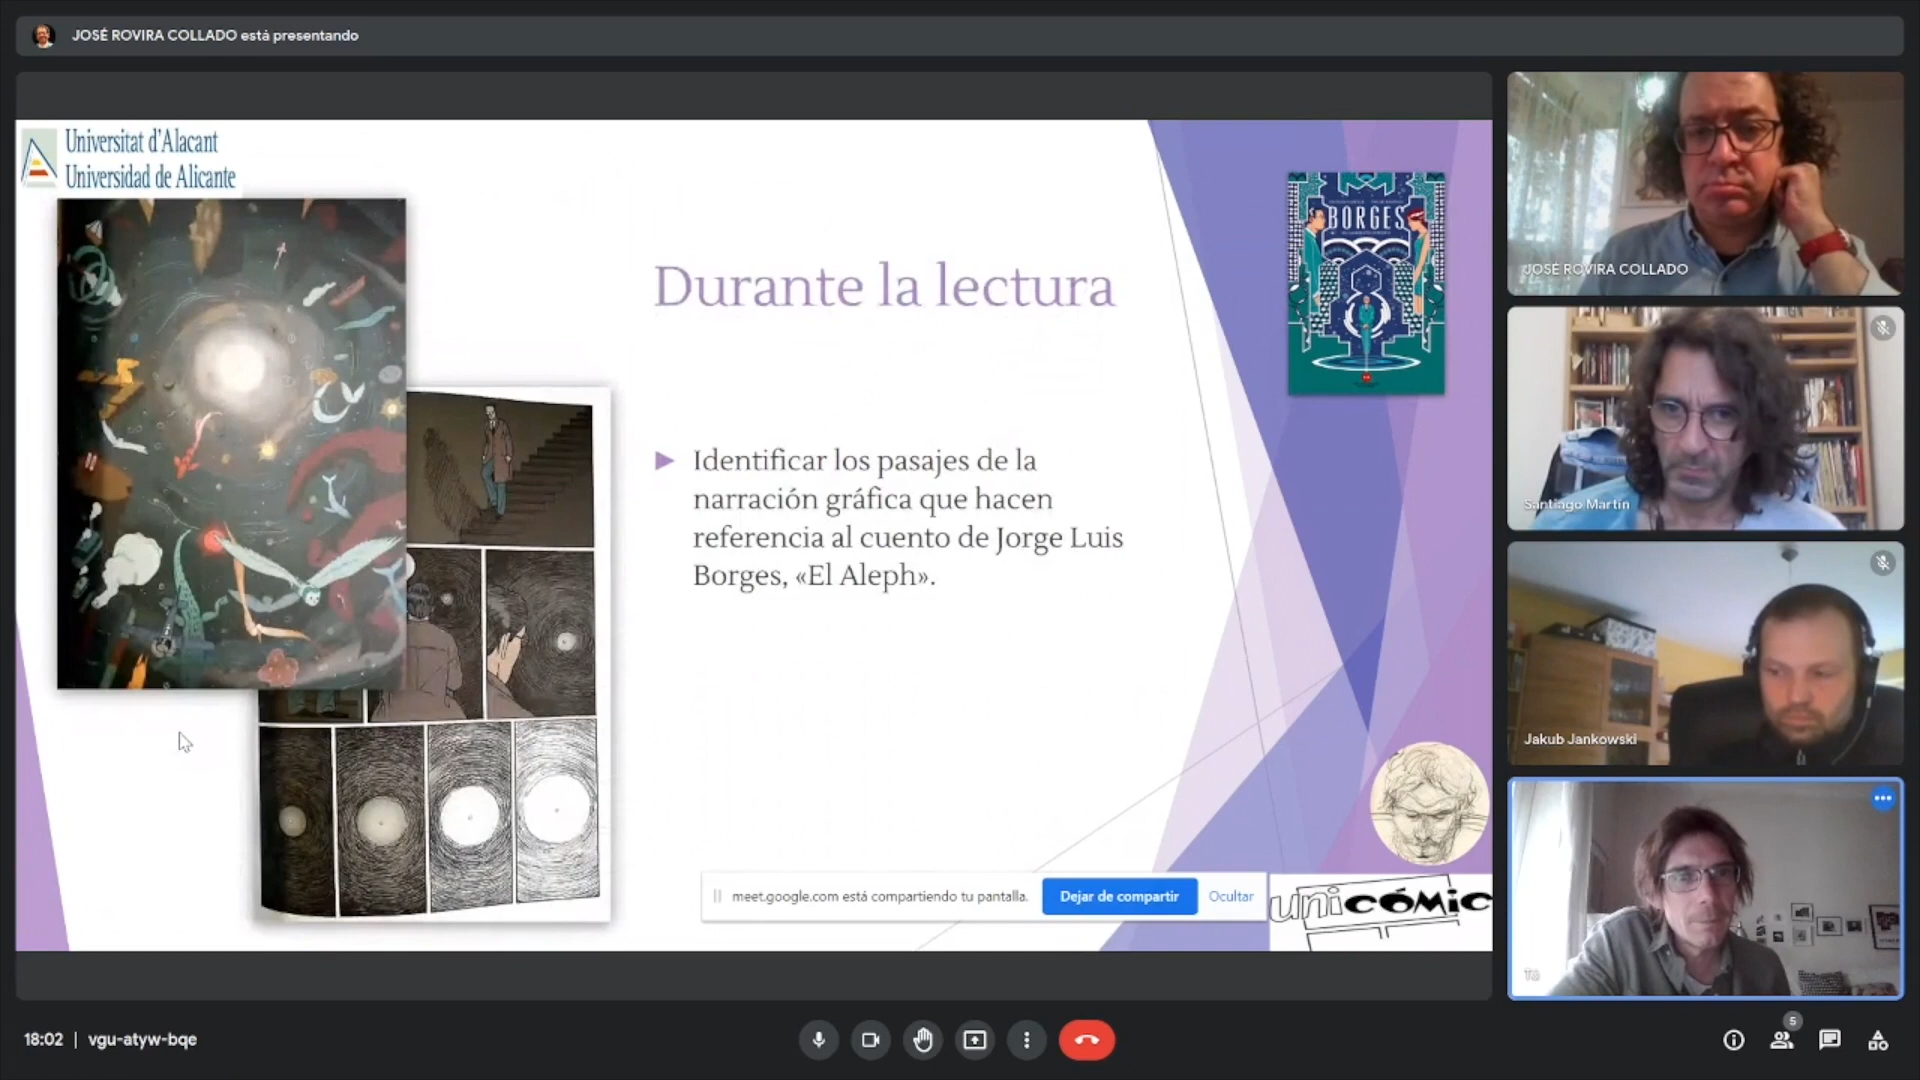 JOSÉ ROVIRA COLLADO está presentando
Universitat d'Alacant
Universidad de Alicante
Durante la lectura
BORGES
Identificar los pasajes de la
narración gráfica que hacen
referencia al cuento de Jorge Luis
Borges, «El Aleph».
meet.google.com está compartiendo tu pantalla.
Dejar de compartir
Ocultar
unicómic
JOSÉ ROVIRA COLLADO
Santiago Martín
Jakub Jankowski
Tú
18:02 | vgu-atyw-bqe
5